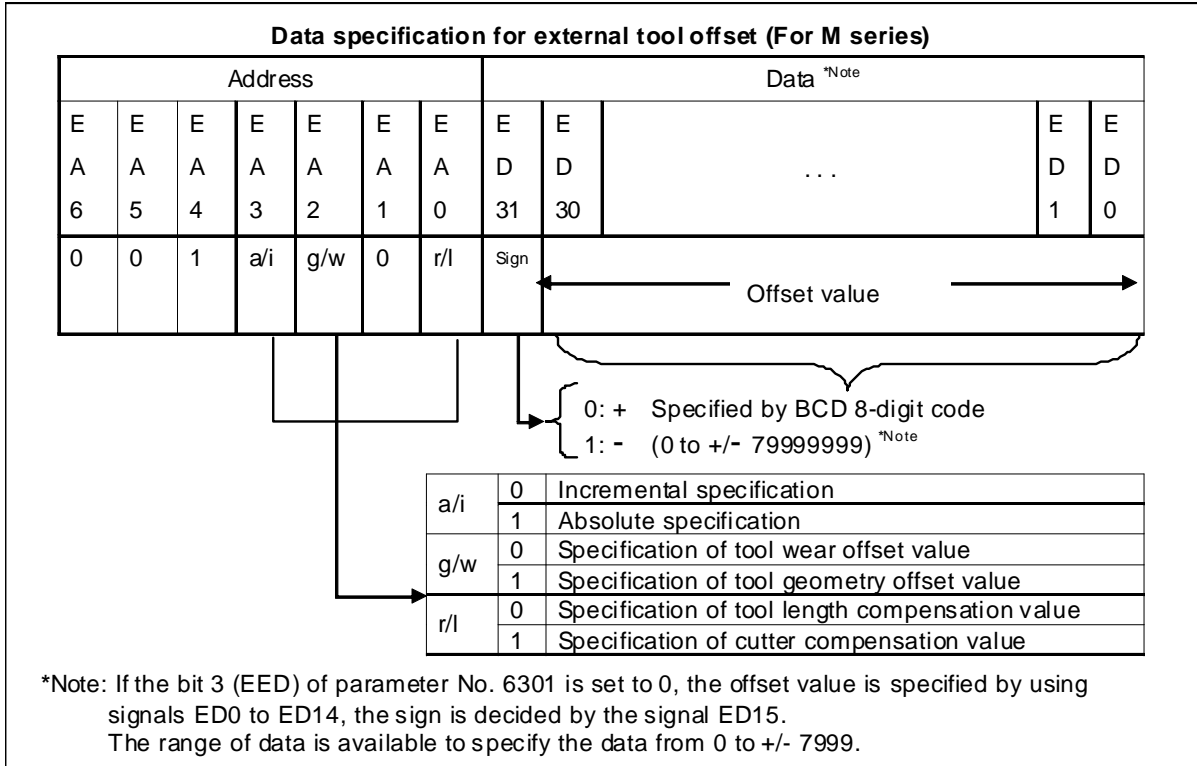 Data specification for external tool offset (For M series)
Address Data *Note
E E E E E E E E E E E
A A A A A A A D D . . . D D
6 5 4 3 2 1 0 31 30 1 0
0 0 1 a/i g/w 0 r/l Sign Offset value
0: + Specified by BCD 8-digit code
1: - (0 to +/- 79999999) *Note
a/i 0 Incremental specification
1 Absolute specification
g/w 0 Specification of tool wear offset value
1 Specification of tool geometry offset value
r/l 0 Specification of tool length compensation value
1 Specification of cutter compensation value
*Note: If the bit 3 (EED) of parameter No. 6301 is set to 0, the offset value is specified by using
signals ED0 to ED14, the sign is decided by the signal ED15.
The range of data is available to specify the data from 0 to +/- 7999.